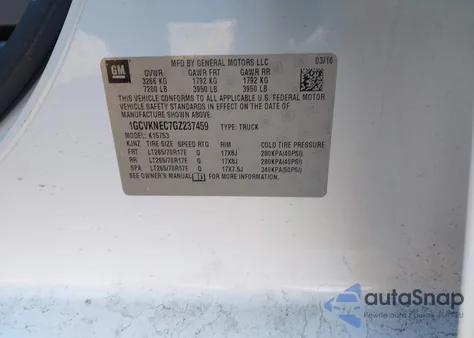 GM
MFD BY GENERAL MOTORS LLC 03/16
GVWR GAWR FRT GAWR RR
3266 KG 1792 KG 1792 KG
7200 LB 3950 LB 3950 LB
THIS VEHICLE CONFORMS TO ALL APPLICABLE U.S. FEDERAL MOTOR
VEHICLE SAFETY STANDARDS IN EFFECT ON THE DATE OF
MANUFACTURE SHOWN ABOVE.
1GCVKNEC7GZ237459 TYPE: TRUCK
MODEL: K15753
KJNZ TIRE SIZE SPEED RTG RIM COLD TIRE PRESSURE
FRT LT265/70R17E Q 17X8J 280KPA(40PSI)
RR LT265/70R17E Q 17X8J 280KPA(40PSI)
SPA LT265/70R17E Q 17X7.5J 340KPA(50PSI)
SEE OWNER'S MANUAL FOR MORE INFORMATION.
autaSnap